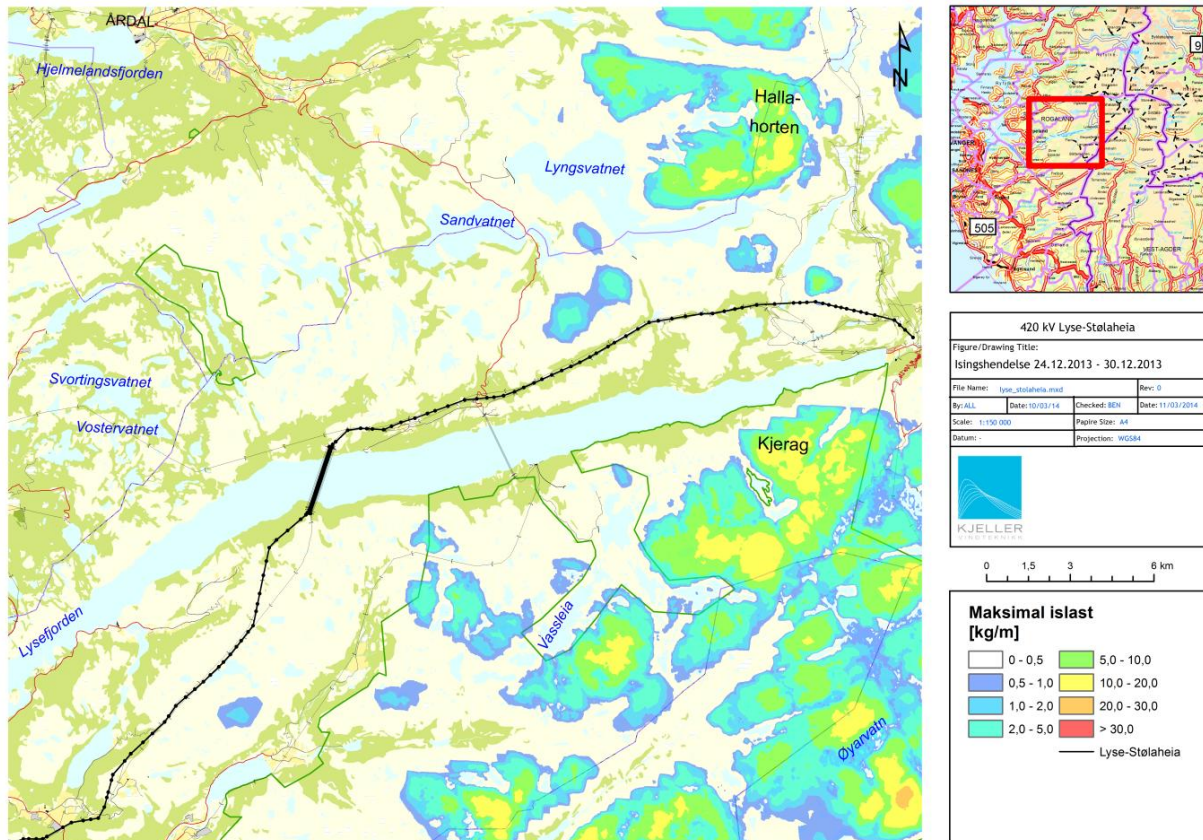 ÅRDAL
Hjelmelandsfjorden
N
Halla-
horten
Lyngsvatnet
Sandvatnet
Svortingsvatnet
Vostervatnet
Kjerag
Lysefjorden
Vassleia
Øyarvatn
ROGALAND
505
9
VEST-AGDER
420 kV Lyse-Stølaheia
Figure/Drawing Title:
Isingshendelse 24.12.2013 - 30.12.2013
File Name: lyse_stolaheia.mxd Rev: 0
By: ALL Date: 10/03/14 Checked: BEN Date: 11/03/2014
Scale: 1:150 000 Papire Size: A4
Datum: - Projection: WGS84
KJELLER
VINDTEKNIKK
0 1,5 3 6 km
Maksimal islast
[kg/m]
0 - 0,5 5,0 - 10,0
0,5 - 1,0 10,0 - 20,0
1,0 - 2,0 20,0 - 30,0
2,0 - 5,0 > 30,0
Lyse-Stølaheia